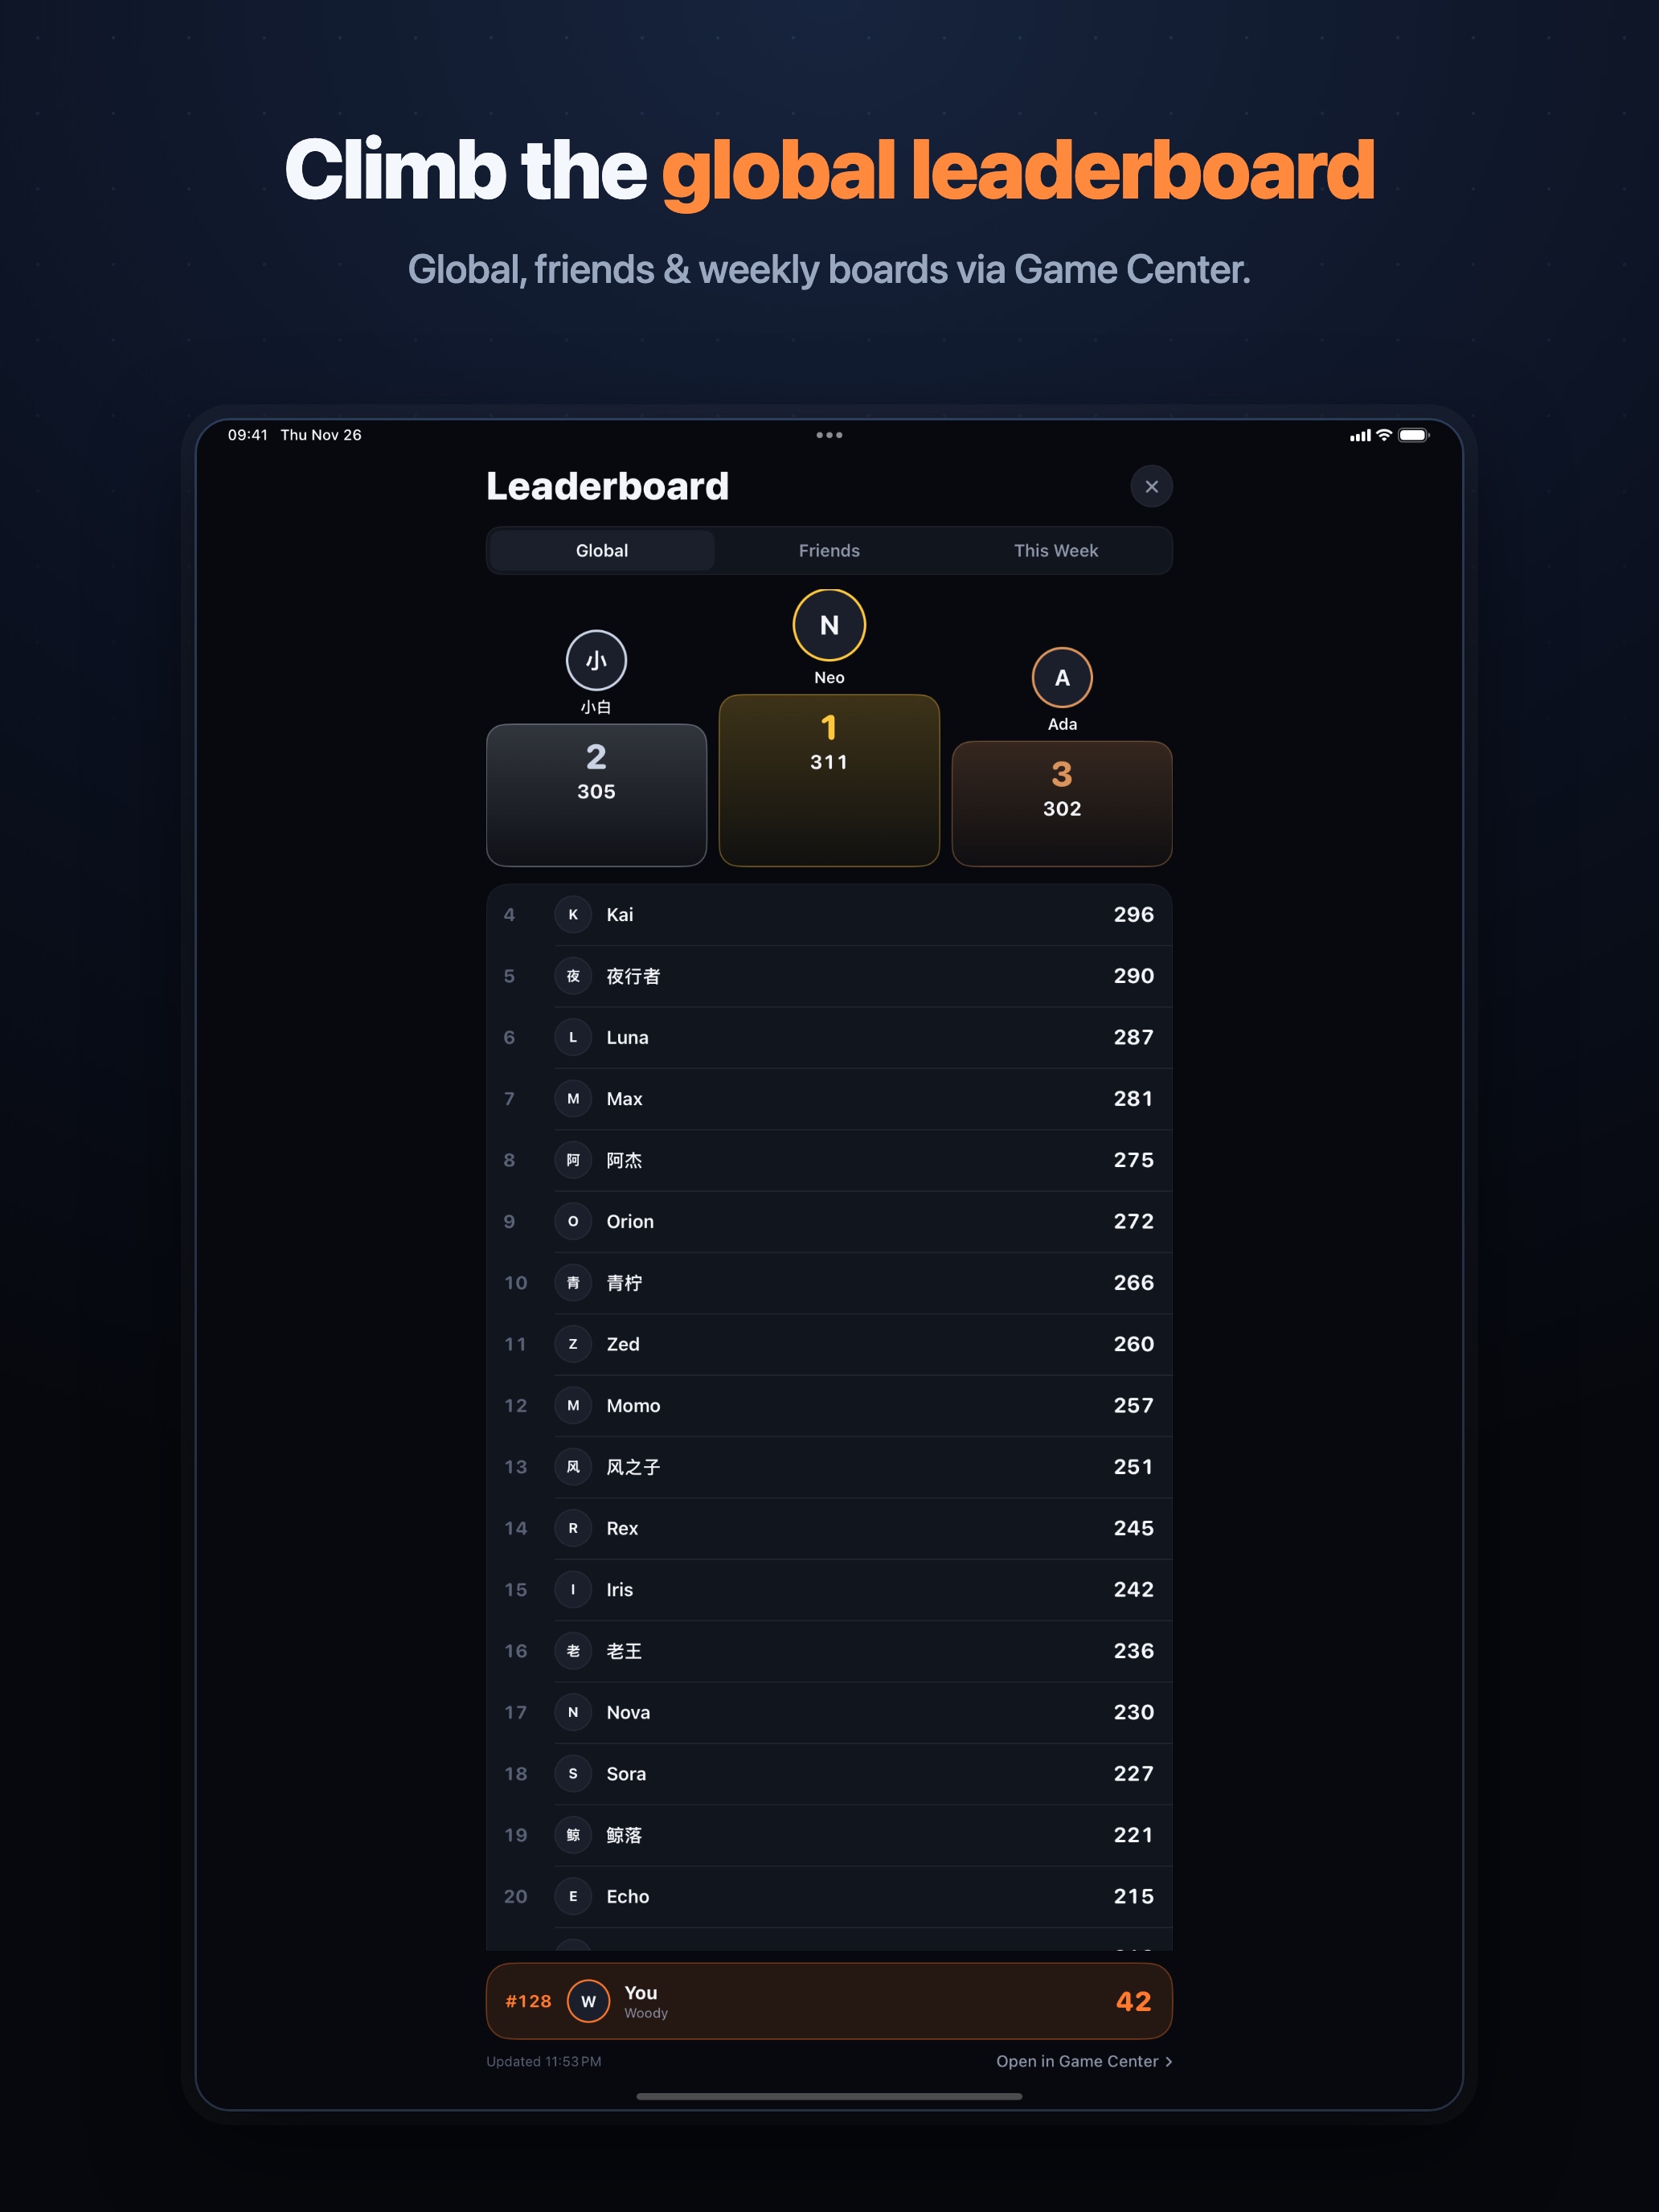 Climb the global leaderboard
Global, friends & weekly boards via Game Center.
09:41 Thu Nov 26
Leaderboard
Global Friends This Week
N
Neo
小
小白
A
Ada
1
311
2
305
3
302
4 K Kai 296
5 夜 夜行者 290
6 L Luna 287
7 M Max 281
8 阿 阿杰 275
9 O Orion 272
10 青 青柠 266
11 Z Zed 260
12 M Momo 257
13 风 风之子 251
14 R Rex 245
15 I Iris 242
16 老 老王 236
17 N Nova 230
18 S Sora 227
19 鲸 鲸落 221
20 E Echo 215
#128 W You 42
Woody
Updated 11:53 PM Open in Game Center